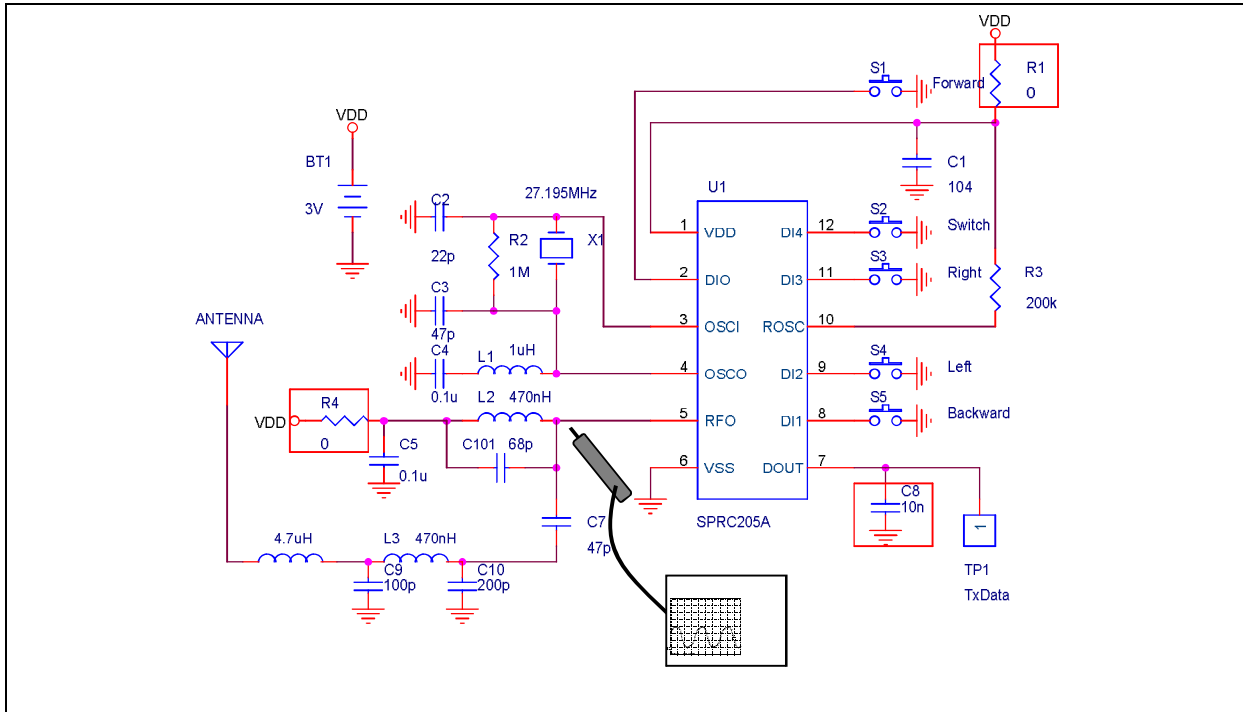 VDD
R1
0
S1
Forward
C1
104
VDD
BT1
3V
27.195MHz
C2
22p
R2
1M
X1
C3
47p
C4
0.1u
L1
1uH
L2
470nH
C101
68p
R4
0
VDD
C5
0.1u
ANTENNA
4.7uH
L3
470nH
C9
100p
C10
200p
C7
47p
U1
1
VDD
2
DIO
3
OSCI
4
OSCO
5
RFO
6
VSS
DI4
12
DI3
11
ROSC
10
DI2
9
DI1
8
DOUT
7
SPRC205A
S2
Switch
S3
Right
R3
200k
S4
Left
S5
Backward
C8
10n
1
TP1
TxData